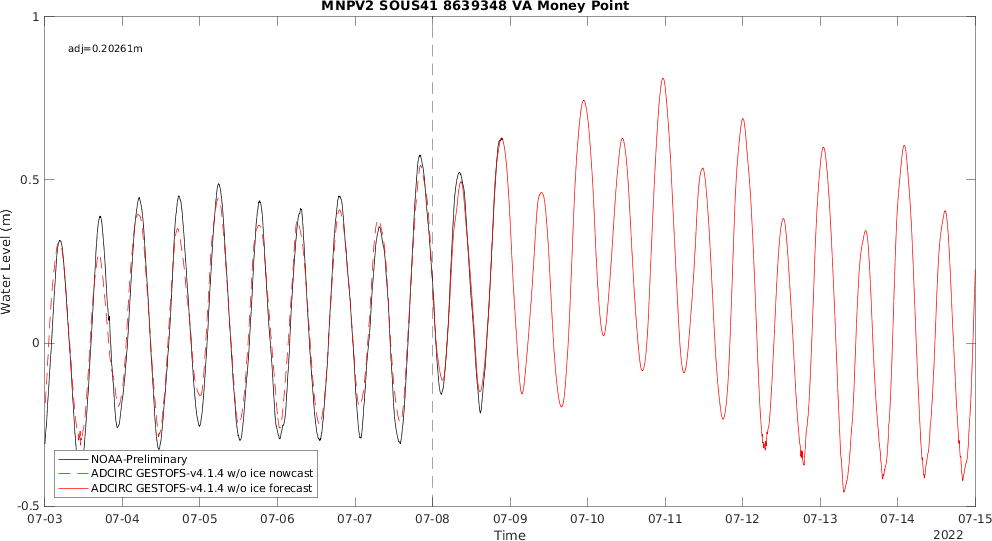 MNPV2 SOUS41 8639348 VA Money Point
1
adj=0.20261m
0.5
Water Level (m)
0
NOAA-Preliminary
ADCIRC GESTOFS-v4.1.4 w/o ice nowcast
ADCIRC GESTOFS-v4.1.4 w/o ice forecast
-0.5
07-03 07-04 07-05 07-06 07-07 07-08 07-09 07-10 07-11 07-12 07-13 07-14 07-15
Time
2022